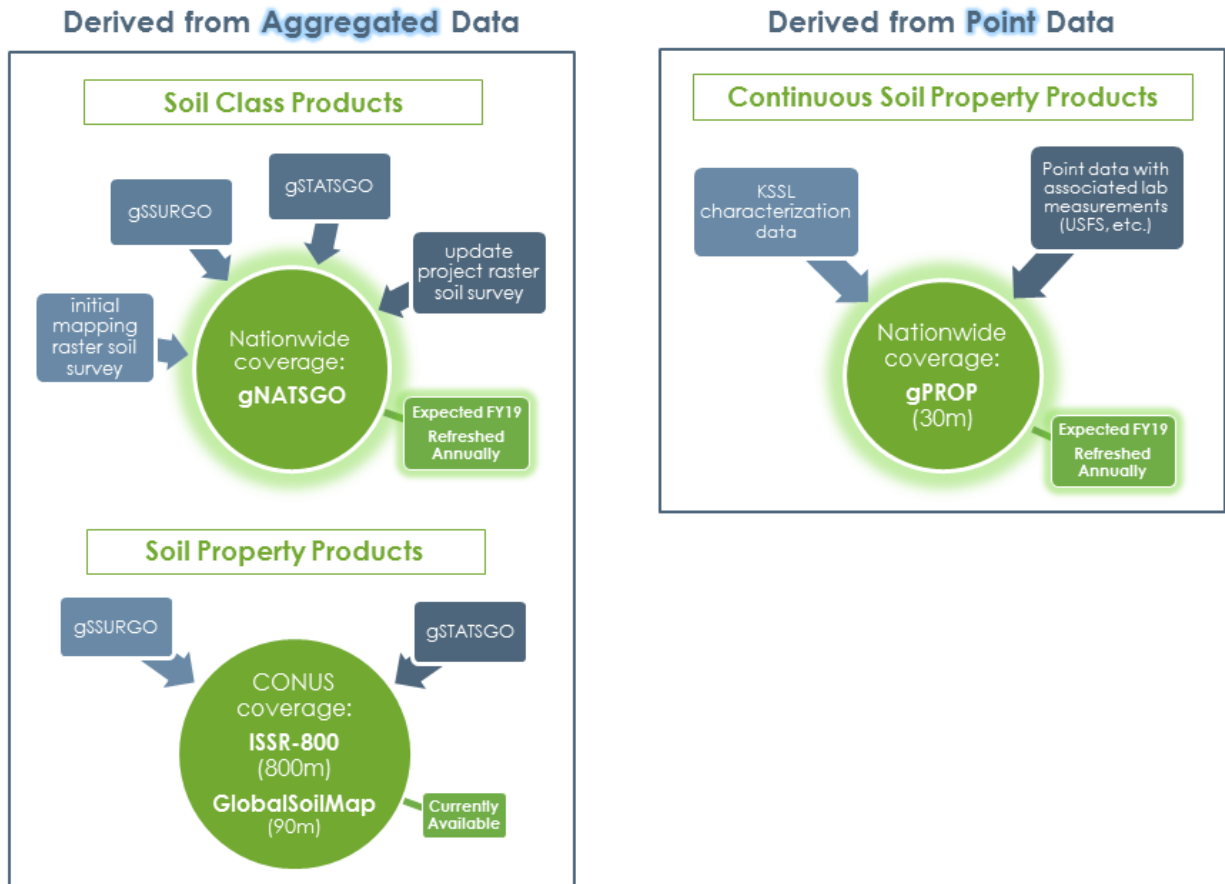 Derived from Aggregated Data
Soil Class Products
gSTATSGO
gSSURGO
update
project raster
soil survey
initial
mapping
raster soil
survey
Nationwide
coverage:
gNATSGO
Expected FY19
Refreshed
Annually
Soil Property Products
gSSURGO
gSTATSGO
CONUS
coverage:
ISSR-800
(800m)
GlobalSoilMap
(90m)
Currently
Available
Derived from Point Data
Continuous Soil Property Products
KSSL
characterization
data
Point data with
associated lab
measurements
(USFS, etc.)
Nationwide
coverage:
gPROP
(30m)
Expected FY19
Refreshed
Annually